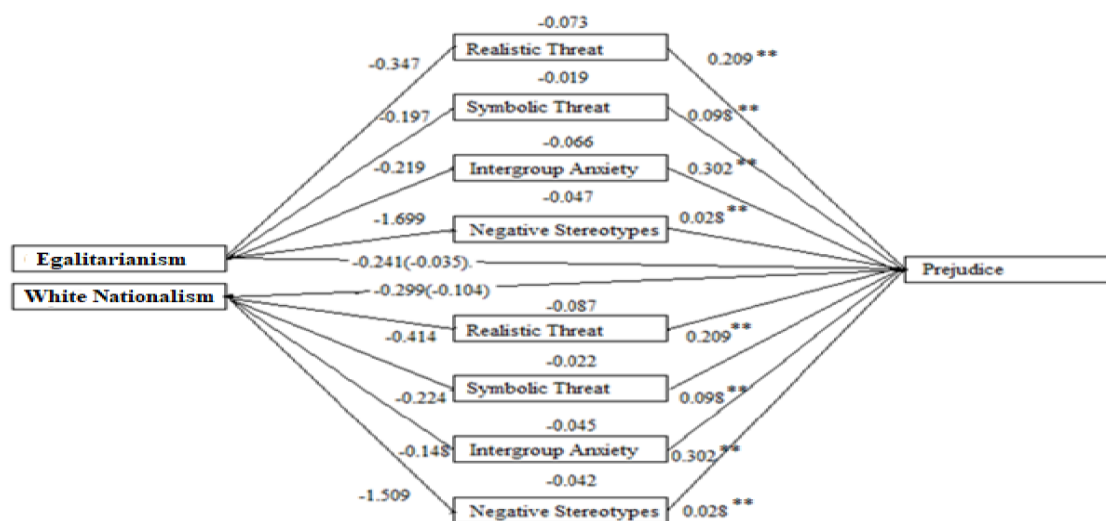 -0.073
Realistic Threat
-0.347
0.209**
-0.019
Symbolic Threat
-0.197
0.098**
-0.066
Intergroup Anxiety
-0.219
0.302**
-0.047
Negative Stereotypes
-1.699
0.028**
Egalitarianism
-0.241(-0.035).
Prejudice
White Nationalism
-0.299(-0.104)
-0.087
Realistic Threat
-0.414
0.209**
-0.022
Symbolic Threat
-0.224
0.098**
-0.045
Intergroup Anxiety
-0.148
0.302**
-0.042
Negative Stereotypes
-1.509
0.028**